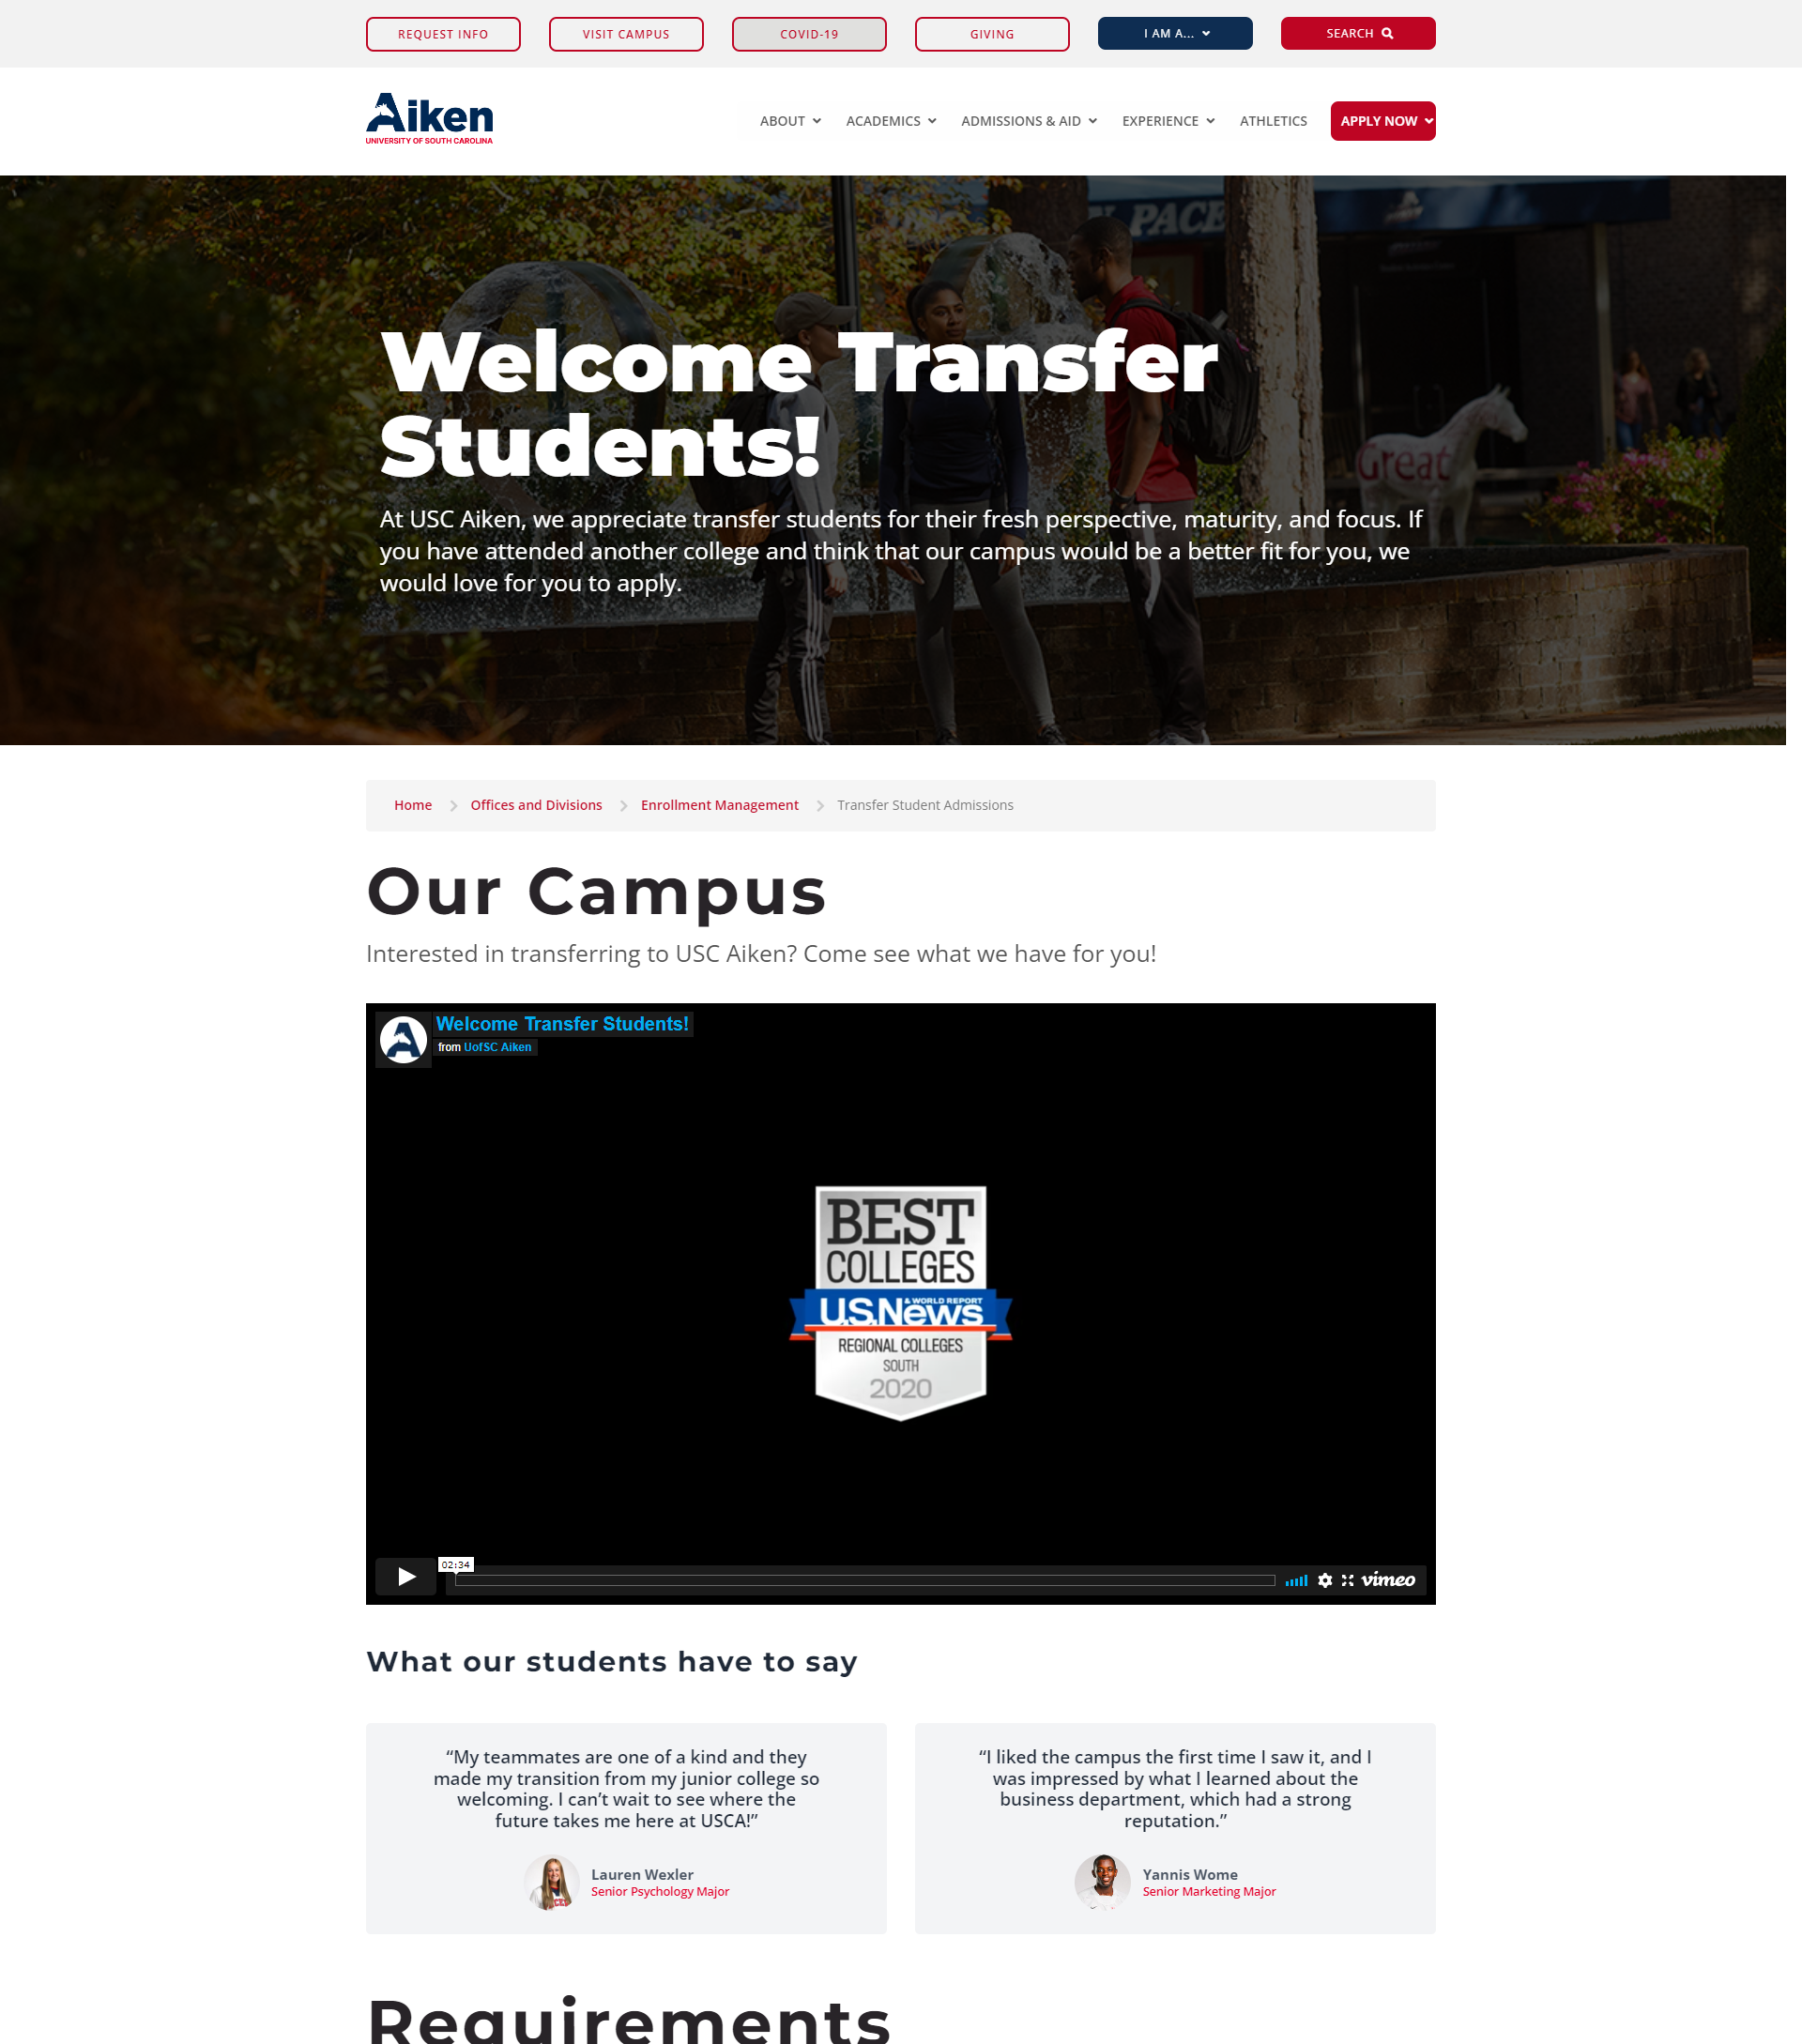 REQUEST INFO
VISIT CAMPUS
COVID-19
GIVING
I AM A...
SEARCH
Aiken
UNIVERSITY OF SOUTH CAROLINA
ABOUT
ACADEMICS
ADMISSIONS & AID
EXPERIENCE
ATHLETICS
APPLY NOW
PACE
Great
Welcome Transfer
Students!
At USC Aiken, we appreciate transfer students for their fresh perspective, maturity, and focus. If
you have attended another college and think that our campus would be a better fit for you, we
would love for you to apply.
Home
Offices and Divisions
Enrollment Management
Transfer Student Admissions
Our Campus
Interested in transferring to USC Aiken? Come see what we have for you!
Welcome Transfer Students!
from UofSC Aiken
BEST
COLLEGES
U.S.News
& WORLD REPORT
REGIONAL COLLEGES
SOUTH
2020
02:34
vimeo
What our students have to say
“My teammates are one of a kind and they
made my transition from my junior college so
welcoming. I can’t wait to see where the
future takes me here at USCA!”
Lauren Wexler
Senior Psychology Major
“I liked the campus the first time I saw it, and I
was impressed by what I learned about the
business department, which had a strong
reputation.”
Yannis Wome
Senior Marketing Major
Requirements